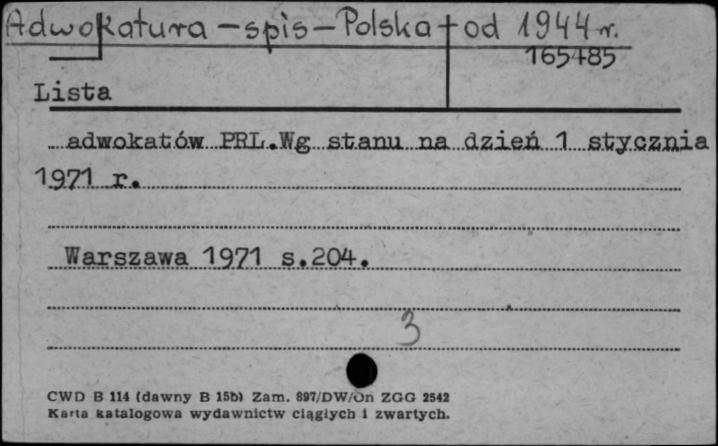 Adwokatura – spis – Polska od 1944 r.
165485
Lista
adwokatów PRL.Wg stanu na dzień 1 stycznia
1971 r.
Warszawa 1971 s.204.
3
CWD B 114 (dawny B 15b) Zam. 897/DW/On ZGG 2542
Karta katalogowa wydawnictw ciągłych i zwartych.